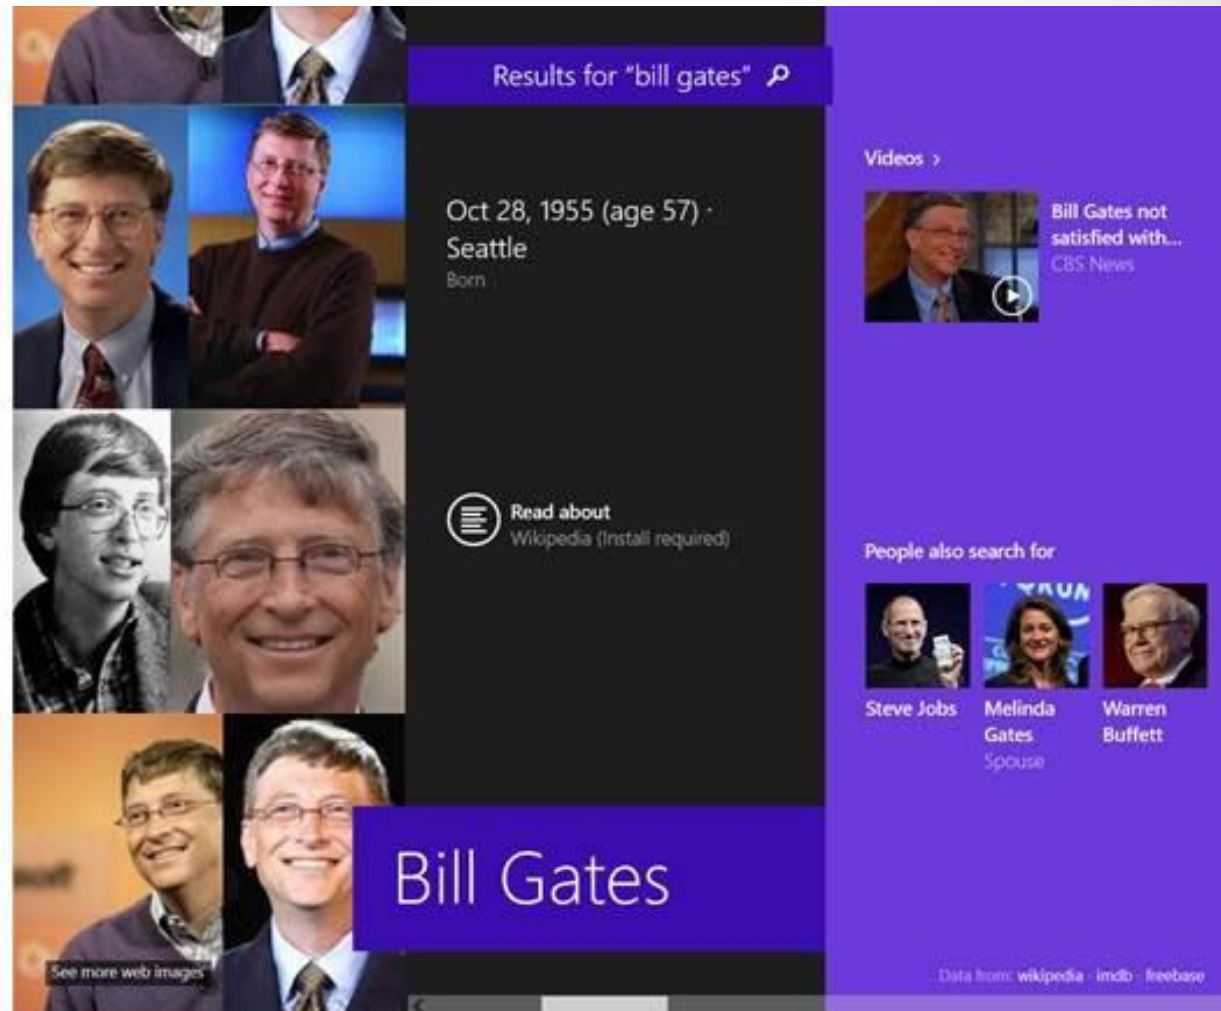 Results for "bill gates"
Oct 28, 1955 (age 57) ·
Seattle
Born
Read about
Wikipedia (Install required)
Bill Gates
See more web images
Videos >
Bill Gates not
satisfied with...
CBS News
People also search for
Steve Jobs
Melinda
Gates
Spouse
Warren
Buffett
Data from: wikipedia · imdb · freebase